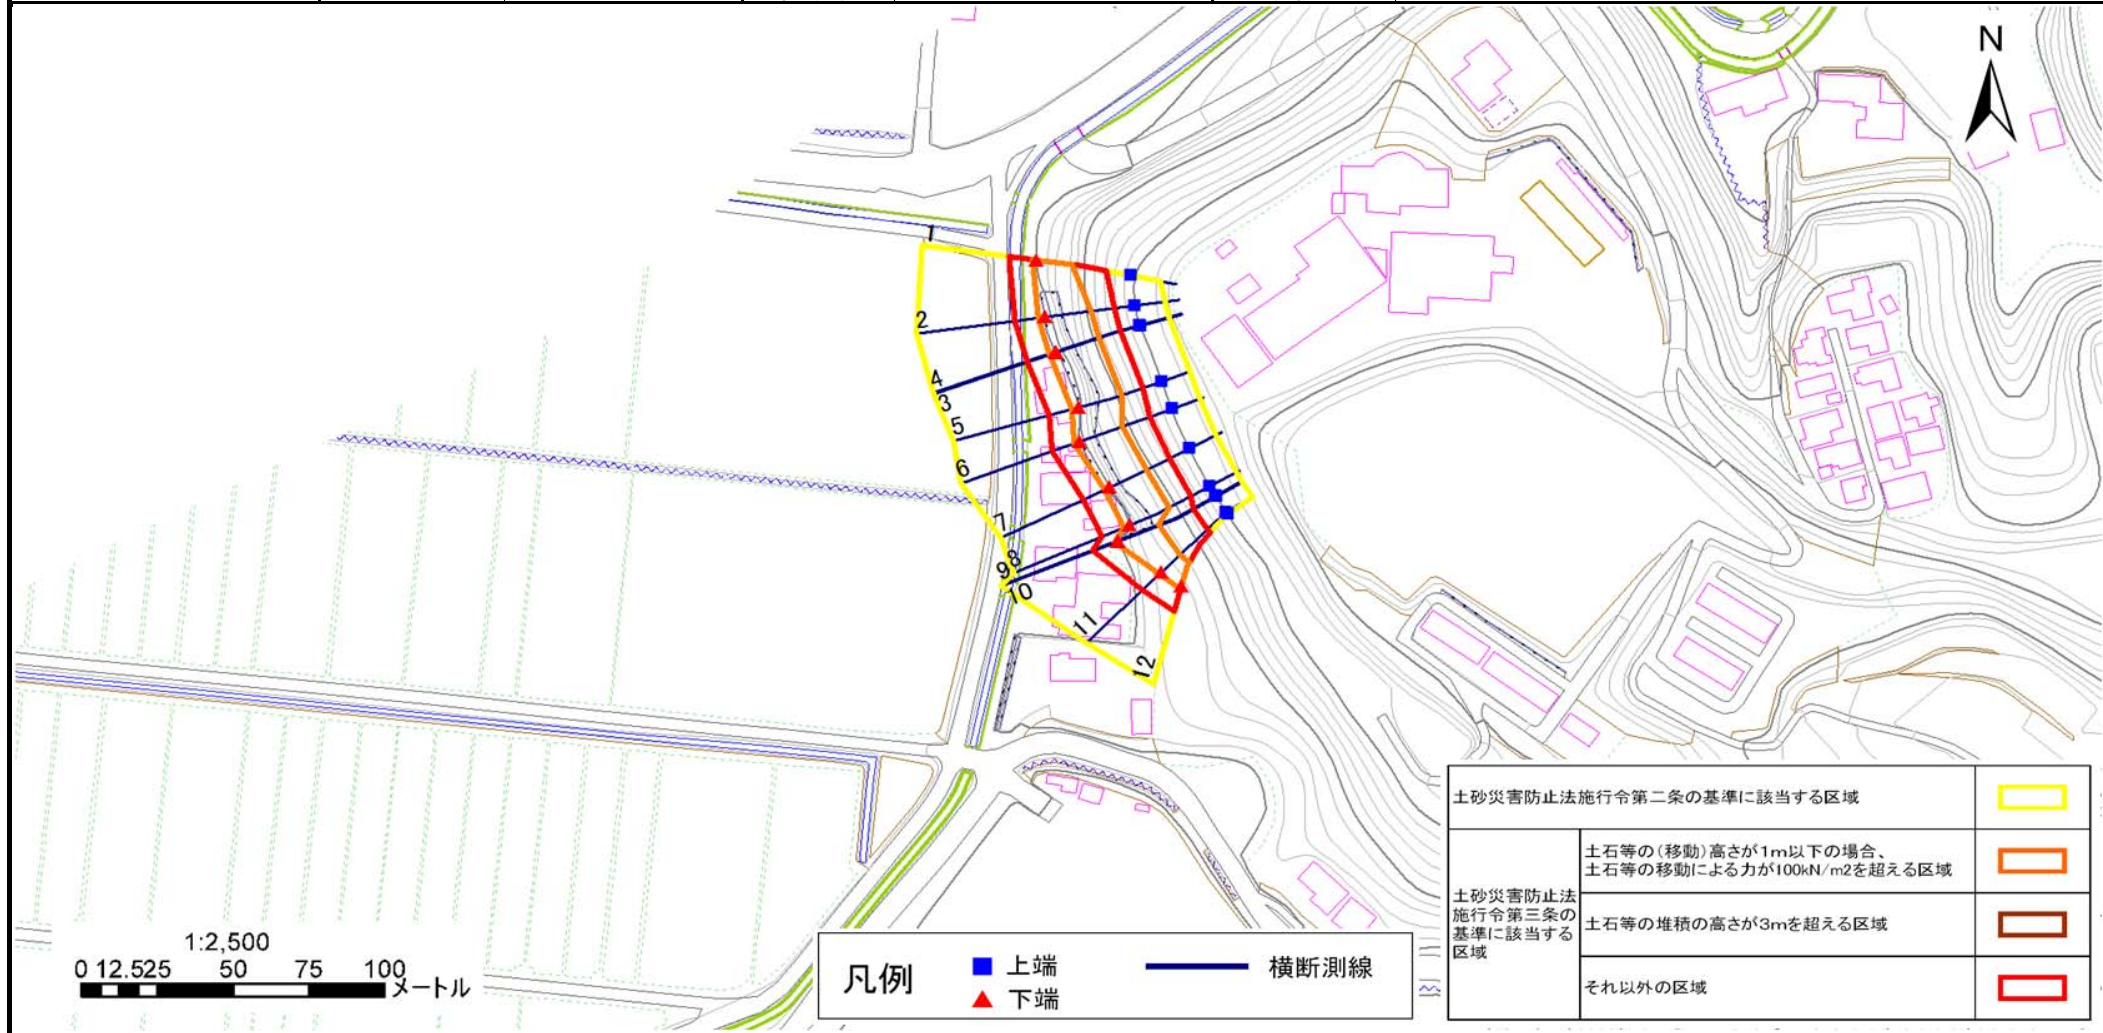 N
1
2
4
3
5
6
7
8
9
10
11
12
土砂災害防止法施行令第二条の基準に該当する区域
土砂災害防止法
施行令第三条の
基準に該当する
区域
土石等の(移動)高さが1m以下の場合、
土石等の移動による力が100kN/m2を超える区域
土石等の堆積の高さが3mを超える区域
それ以外の区域
1:2,500
0 12.525 50 75 100
メートル
凡例
上端
下端
横断測線